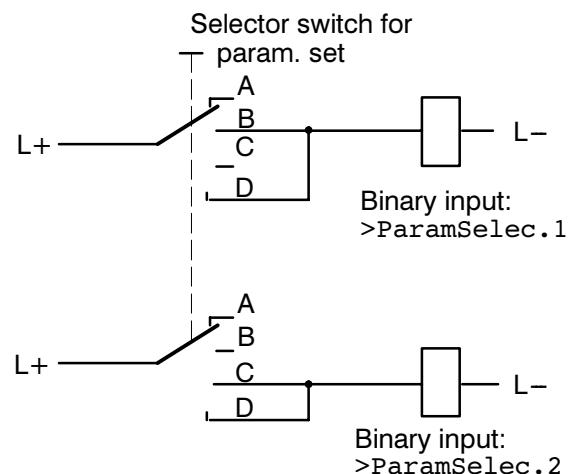 Selector switch for
param. set
A
B
C
D
L+
L−
Binary input:
>ParamSelec.1
A
B
C
D
L+
L−
Binary input:
>ParamSelec.2